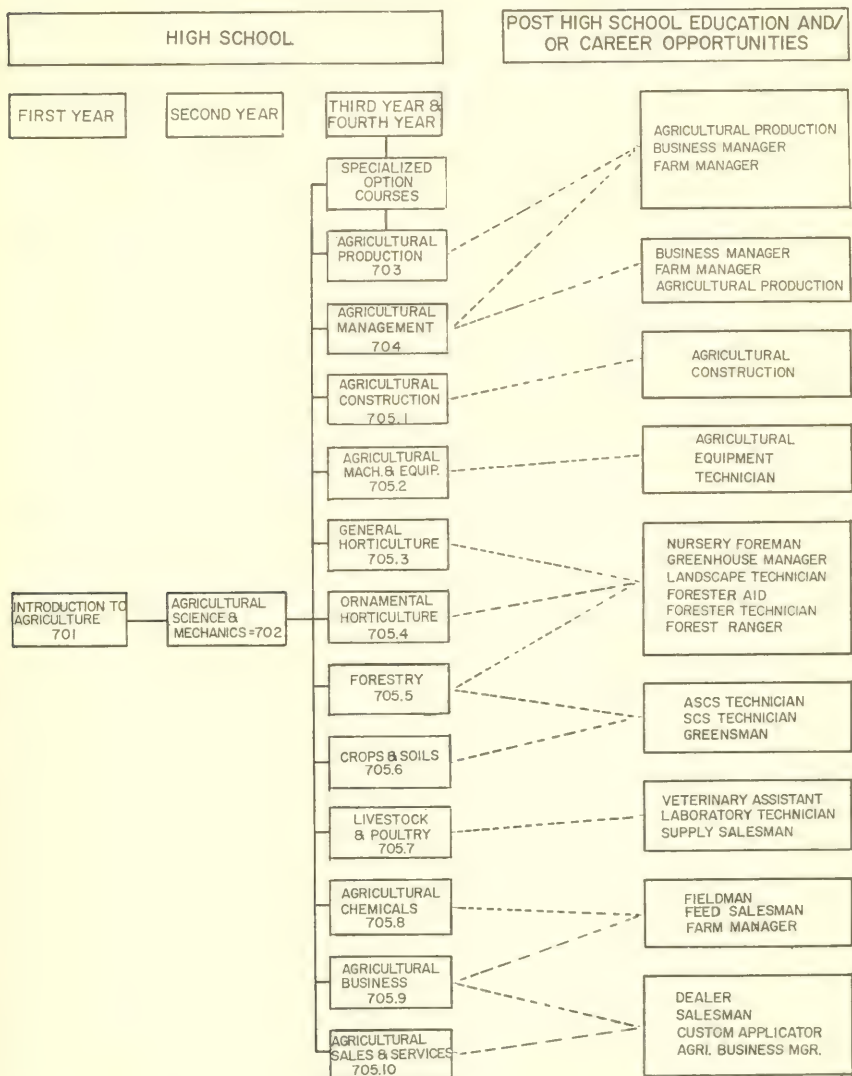 HIGH SCHOOL
POST HIGH SCHOOL EDUCATION AND/
OR CAREER OPPORTUNITIES
FIRST YEAR
SECOND YEAR
THIRD YEAR &
FOURTH YEAR
SPECIALIZED
OPTION
COURSES
AGRICULTURAL
PRODUCTION
703
AGRICULTURAL
MANAGEMENT
704
AGRICULTURAL
CONSTRUCTION
705.1
AGRICULTURAL
MACH. & EQUIP.
705.2
GENERAL
HORTICULTURE
705.3
INTRODUCTION TO
AGRICULTURE
701
AGRICULTURAL
SCIENCE &
MECHANICS=702
ORNAMENTAL
HORTICULTURE
705.4
FORESTRY
705.5
CROPS & SOILS
705.6
LIVESTOCK
& POULTRY
705.7
AGRICULTURAL
CHEMICALS
705.8
AGRICULTURAL
BUSINESS
705.9
AGRICULTURAL
SALES & SERVICES
705.10
AGRICULTURAL PRODUCTION
BUSINESS MANAGER
FARM MANAGER
BUSINESS MANAGER
FARM MANAGER
AGRICULTURAL PRODUCTION
AGRICULTURAL
CONSTRUCTION
AGRICULTURAL
EQUIPMENT
TECHNICIAN
NURSERY FOREMAN
GREENHOUSE MANAGER
LANDSCAPE TECHNICIAN
FORESTER AID
FORESTER TECHNICIAN
FOREST RANGER
ASCS TECHNICIAN
SCS TECHNICIAN
GREENSMAN
VETERINARY ASSISTANT
LABORATORY TECHNICIAN
SUPPLY SALESMAN
FIELDMAN
FEED SALESMAN
FARM MANAGER
DEALER
SALESMAN
CUSTOM APPLICATOR
AGRI. BUSINESS MGR.